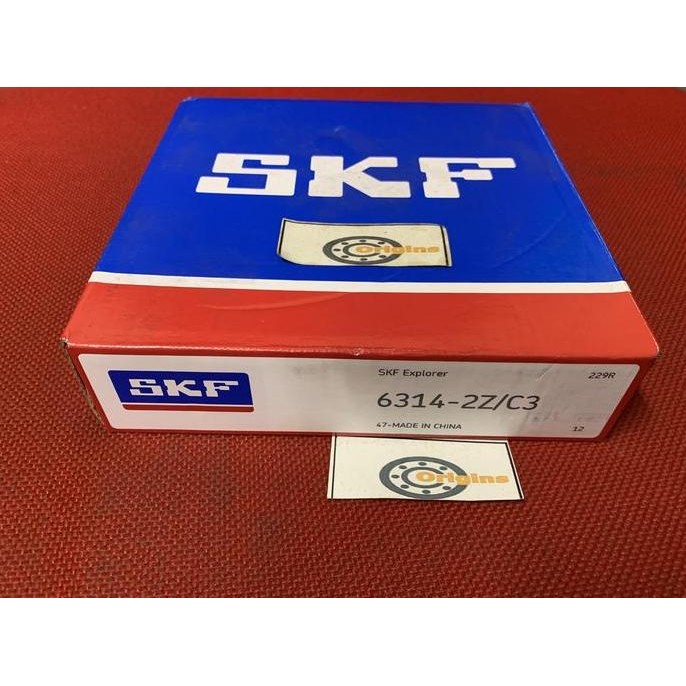 SKF
Origins
SKF
SKF Explorer
229R
6314-2Z/C3
47-MADE IN CHINA
12
Origins